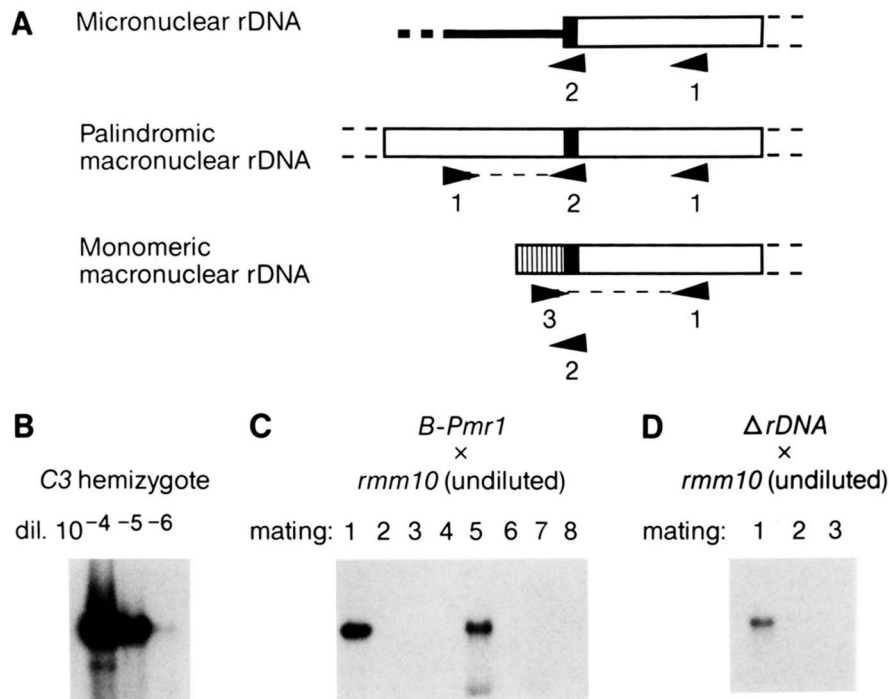 A
Micronuclear rDNA
2 1
Palindromic
macronuclear rDNA
1 2 1
Monomeric
macronuclear rDNA
3 1
2
B
C3 hemizygote
dil. 10⁻⁴ ⁻⁵ ⁻⁶
C
B-Pmr1
×
rmm10 (undiluted)
mating: 1 2 3 4 5 6 7 8
D
ΔrDNA
×
rmm10 (undiluted)
mating: 1 2 3